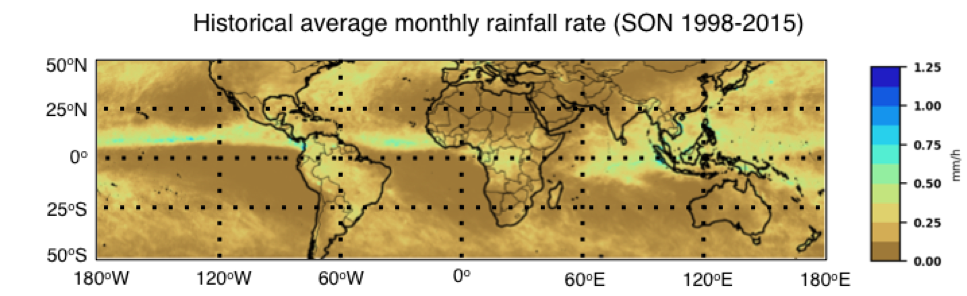 Historical average monthly rainfall rate (SON 1998-2015)
50°N
25°N
0°
25°S
50°S
180°W 120°W 60°W 0° 60°E 120°E 180°E
1.25
1.00
0.75
0.50
0.25
0.00
mm/h